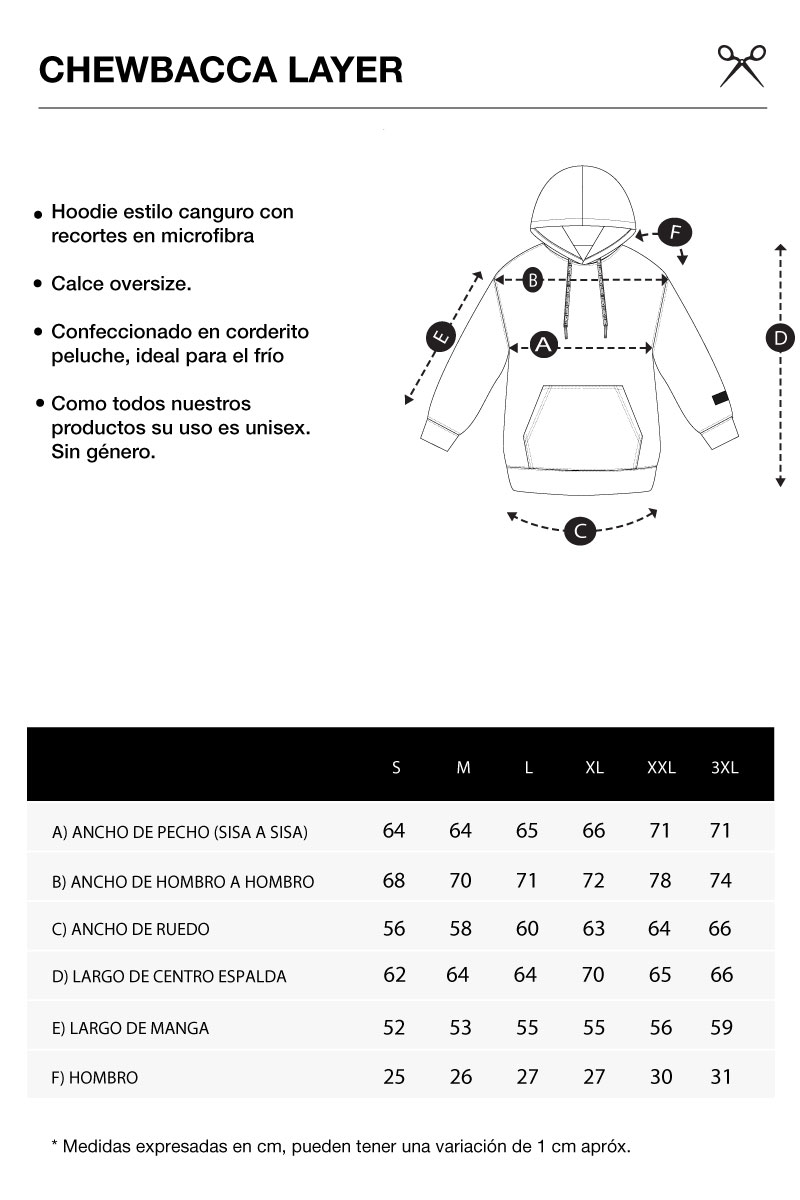 CHEWBACCA LAYER
• Hoodie estilo canguro con
recortes en microfibra
• Calce oversize.
• Confeccionado en corderito
peluche, ideal para el frío
• Como todos nuestros
productos su uso es unisex.
Sin género.
F
B
E
A
D
C
S M L XL XXL 3XL
A) ANCHO DE PECHO (SISA A SISA) 64 64 65 66 71 71
B) ANCHO DE HOMBRO A HOMBRO 68 70 71 72 78 74
C) ANCHO DE RUEDO 56 58 60 63 64 66
D) LARGO DE CENTRO ESPALDA 62 64 64 70 65 66
E) LARGO DE MANGA 52 53 55 55 56 59
F) HOMBRO 25 26 27 27 30 31
* Medidas expresadas en cm, pueden tener una variación de 1 cm apróx.